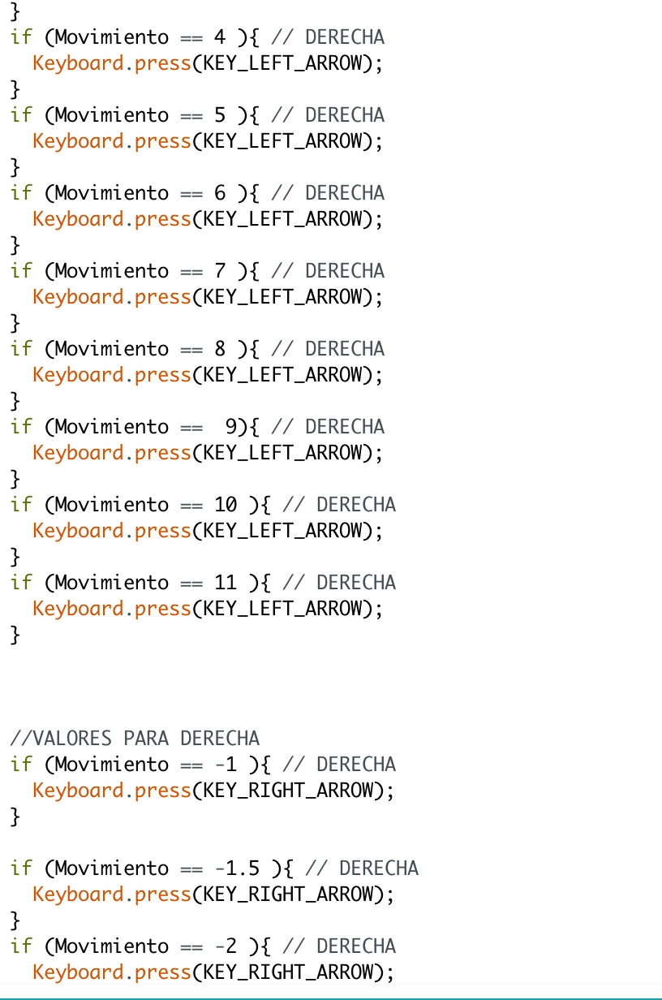 }
if (Movimiento == 4 ){ // DERECHA
  Keyboard.press(KEY_LEFT_ARROW);
}
if (Movimiento == 5 ){ // DERECHA
  Keyboard.press(KEY_LEFT_ARROW);
}
if (Movimiento == 6 ){ // DERECHA
  Keyboard.press(KEY_LEFT_ARROW);
}
if (Movimiento == 7 ){ // DERECHA
  Keyboard.press(KEY_LEFT_ARROW);
}
if (Movimiento == 8 ){ // DERECHA
  Keyboard.press(KEY_LEFT_ARROW);
}
if (Movimiento ==  9){ // DERECHA
  Keyboard.press(KEY_LEFT_ARROW);
}
if (Movimiento == 10 ){ // DERECHA
  Keyboard.press(KEY_LEFT_ARROW);
}
if (Movimiento == 11 ){ // DERECHA
  Keyboard.press(KEY_LEFT_ARROW);
}
//VALORES PARA DERECHA
if (Movimiento == -1 ){ // DERECHA
  Keyboard.press(KEY_RIGHT_ARROW);
}
if (Movimiento == -1.5 ){ // DERECHA
  Keyboard.press(KEY_RIGHT_ARROW);
}
if (Movimiento == -2 ){ // DERECHA
  Keyboard.press(KEY_RIGHT_ARROW);